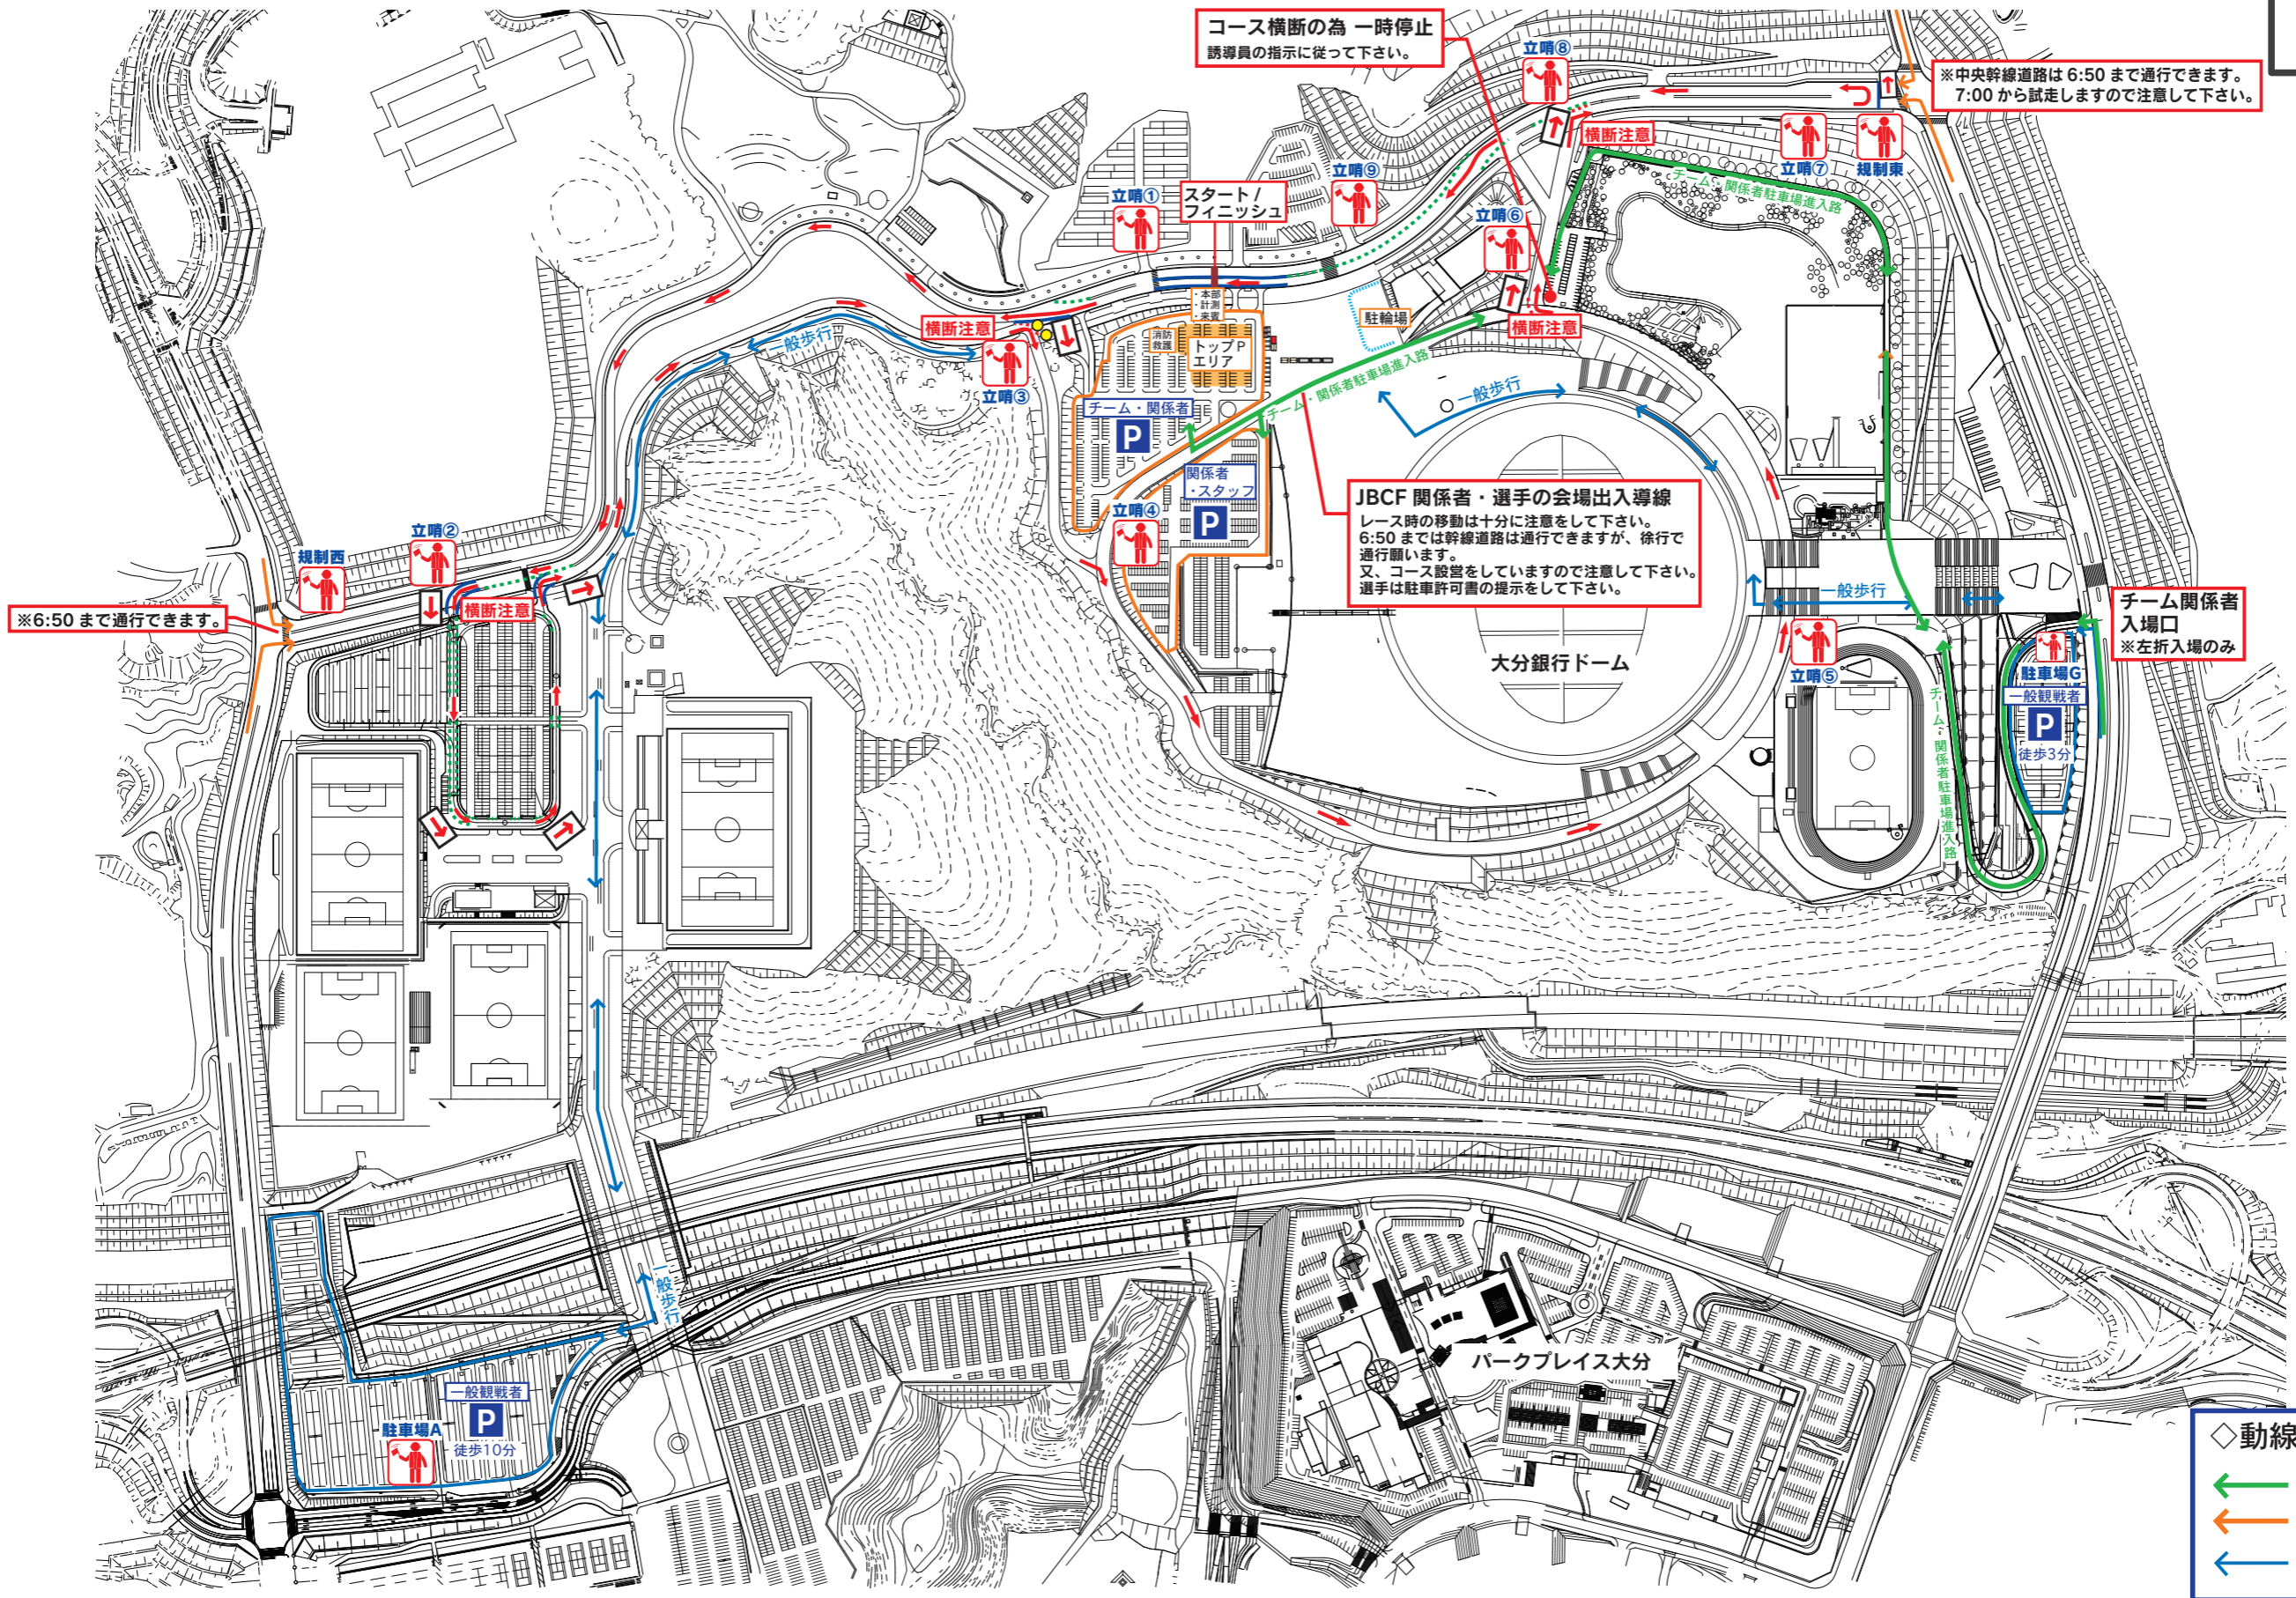 コース横断の為 一時停止
誘導員の指示に従って下さい。
立哨⑧
※中央幹線道路は 6:50 まで通行できます。
7:00 から試走しますので注意して下さい。
横断注意
立哨⑦
規制東
チーム・関係者駐車場進入路
立哨⑨
立哨①
スタート /
フィニッシュ
立哨⑥
・本部
・計測
・来賓
駐輪場
横断注意
横断注意
消防
救護
トップP
エリア
一般歩行
立哨③
チーム・関係者駐車場進入路
一般歩行
チーム・関係者
P
関係者
・スタッフ
P
立哨④
JBCF 関係者・選手の会場出入導線
レース時の移動は十分に注意をして下さい。
6:50 までは幹線道路は通行できますが、徐行で
通行願います。
又、コース設営をしていますので注意して下さい。
選手は駐車許可書の提示をして下さい。
立哨②
規制西
横断注意
※6:50 まで通行できます。
一般歩行
チーム関係者
入場口
※左折入場のみ
大分銀行ドーム
立哨⑤
駐車場G
一般観戦者
P
徒歩3分
チーム・関係者駐車場進入路
一般歩行
パークプレイス大分
一般観戦者
P
徒歩10分
駐車場A
◇動線